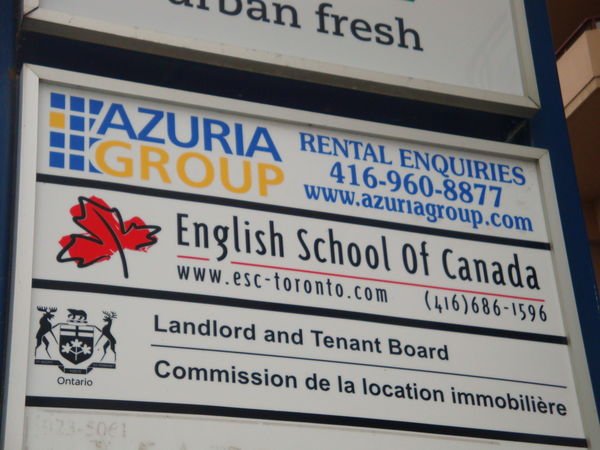 urban fresh
AZURIA
GROUP
RENTAL ENQUIRIES
416-960-8877
www.azuriagroup.com
English School Of Canada
www.esc-toronto.com
(416)686-1596
Ontario
Landlord and Tenant Board
Commission de la location immobilière